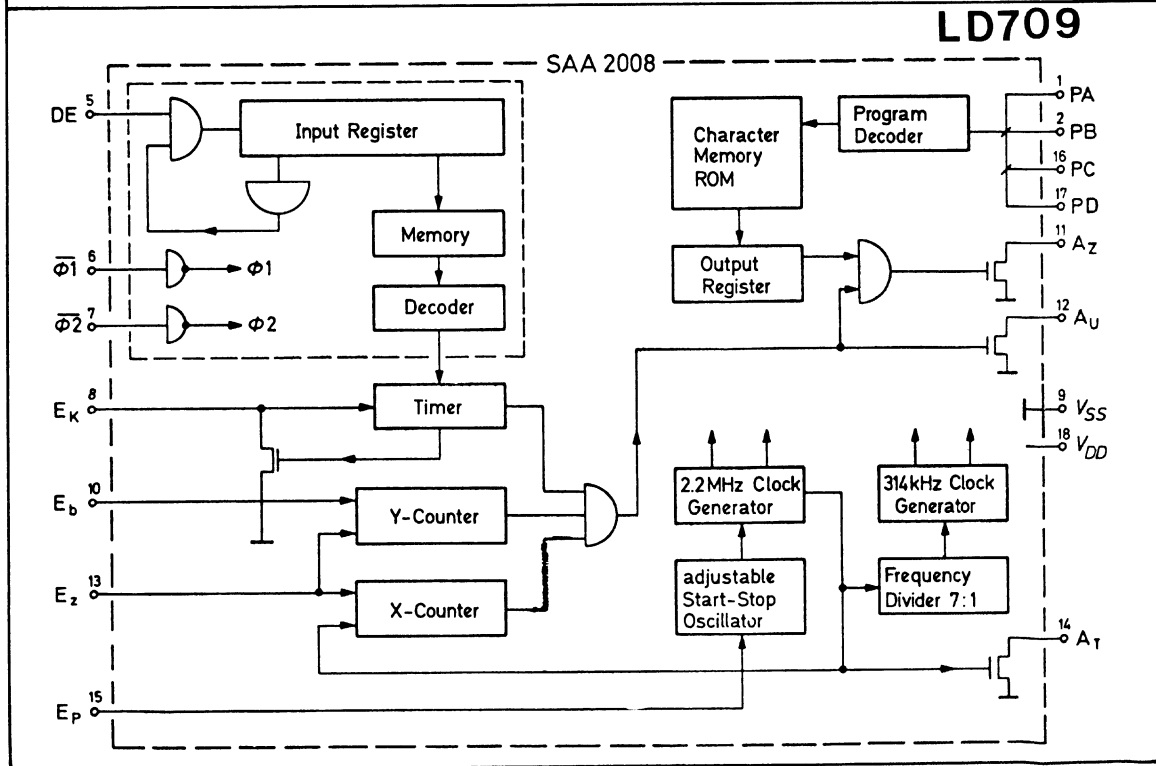 LD709
SAA 2008
5
DE
Input Register
Character
Memory
ROM
Program
Decoder
1
PA
2
PB
16
PC
17
PD
Memory
11
A_Z
Φ̅1̅ 6
Φ1
Output
Register
Decoder
Φ̅2̅ 7
Φ2
12
A_U
8
E_K
Timer
9
V_SS
18
V_DD
10
E_b
Y-Counter
2.2MHz Clock
Generator
314kHz Clock
Generator
13
E_z
X-Counter
adjustable
Start-Stop
Oscillator
Frequency
Divider 7:1
14
A_T
15
E_P